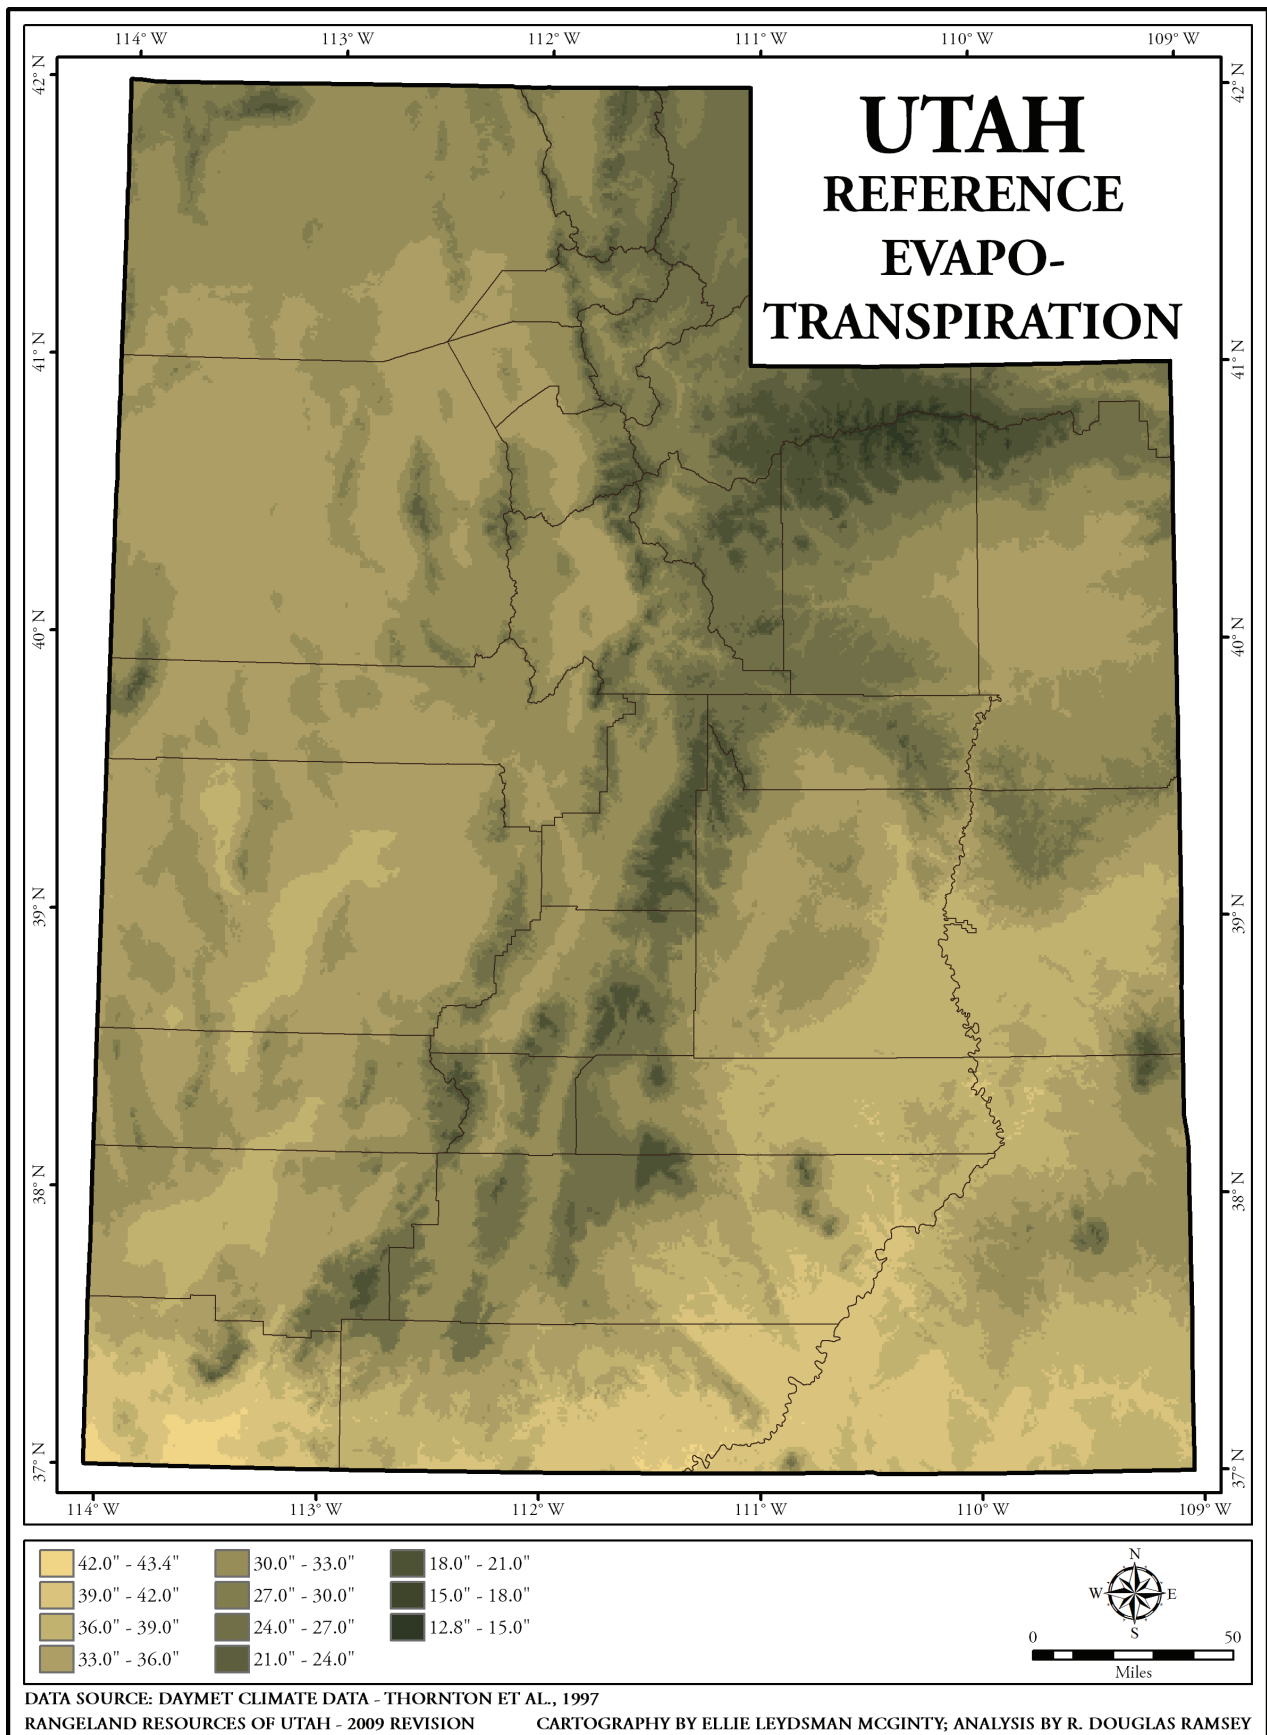 114° W 113° W 112° W 111° W 110° W 109° W
UTAH
REFERENCE
EVAPO-
TRANSPIRATION
42° N 42° N
41° N 41° N
40° N 40° N
39° N 39° N
38° N 38° N
37° N 37° N
114° W 113° W 112° W 111° W 110° W 109° W
42.0" - 43.4"
39.0" - 42.0"
36.0" - 39.0"
33.0" - 36.0"
30.0" - 33.0"
27.0" - 30.0"
24.0" - 27.0"
21.0" - 24.0"
18.0" - 21.0"
15.0" - 18.0"
12.8" - 15.0"
N
W E
S
0 50
Miles
DATA SOURCE: DAYMET CLIMATE DATA - THORNTON ET AL., 1997
RANGELAND RESOURCES OF UTAH - 2009 REVISION CARTOGRAPHY BY ELLIE LEYDSMAN MCGINTY; ANALYSIS BY R. DOUGLAS RAMSEY